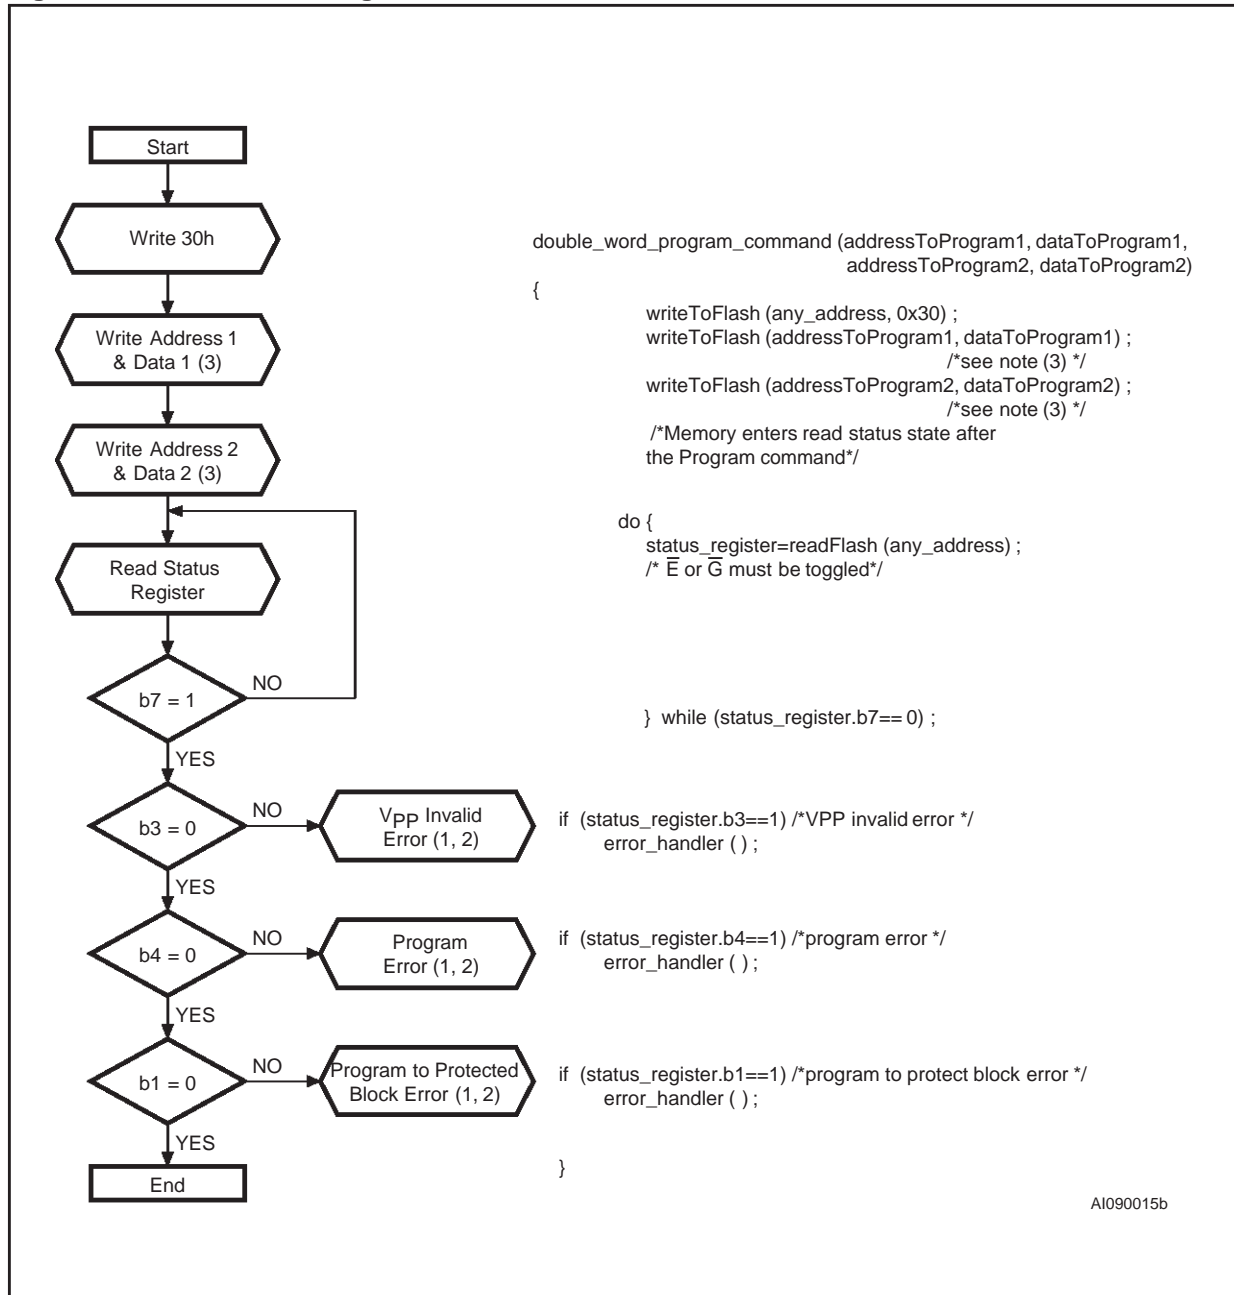 Start
Write 30h
Write Address 1
& Data 1 (3)
Write Address 2
& Data 2 (3)
Read Status
Register
b7 = 1
NO
YES
b3 = 0
NO
VPP Invalid
Error (1, 2)
YES
b4 = 0
NO
Program
Error (1, 2)
YES
b1 = 0
NO
Program to Protected
Block Error (1, 2)
YES
End
double_word_program_command (addressToProgram1, dataToProgram1,
addressToProgram2, dataToProgram2)
{
writeToFlash (any_address, 0x30) ;
writeToFlash (addressToProgram1, dataToProgram1) ;
/*see note (3) */
writeToFlash (addressToProgram2, dataToProgram2) ;
/*see note (3) */
/*Memory enters read status state after
the Program command*/
do {
status_register=readFlash (any_address) ;
/* E̅ or G̅ must be toggled*/
} while (status_register.b7== 0) ;
if (status_register.b3==1) /*VPP invalid error */
error_handler ( ) ;
if (status_register.b4==1) /*program error */
error_handler ( ) ;
if (status_register.b1==1) /*program to protect block error */
error_handler ( ) ;
}
AI090015b